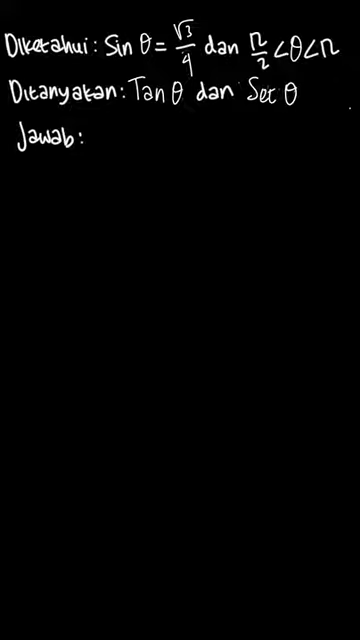 Diketahui: Sin θ = √3/4 dan π/2 < θ < π
Ditanyakan: Tan θ dan Sec θ
Jawab: